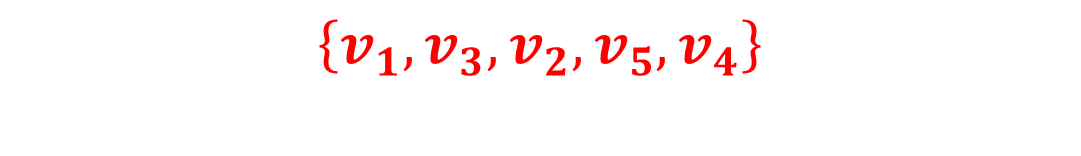 {v₁, v₃, v₂, v₅, v₄}